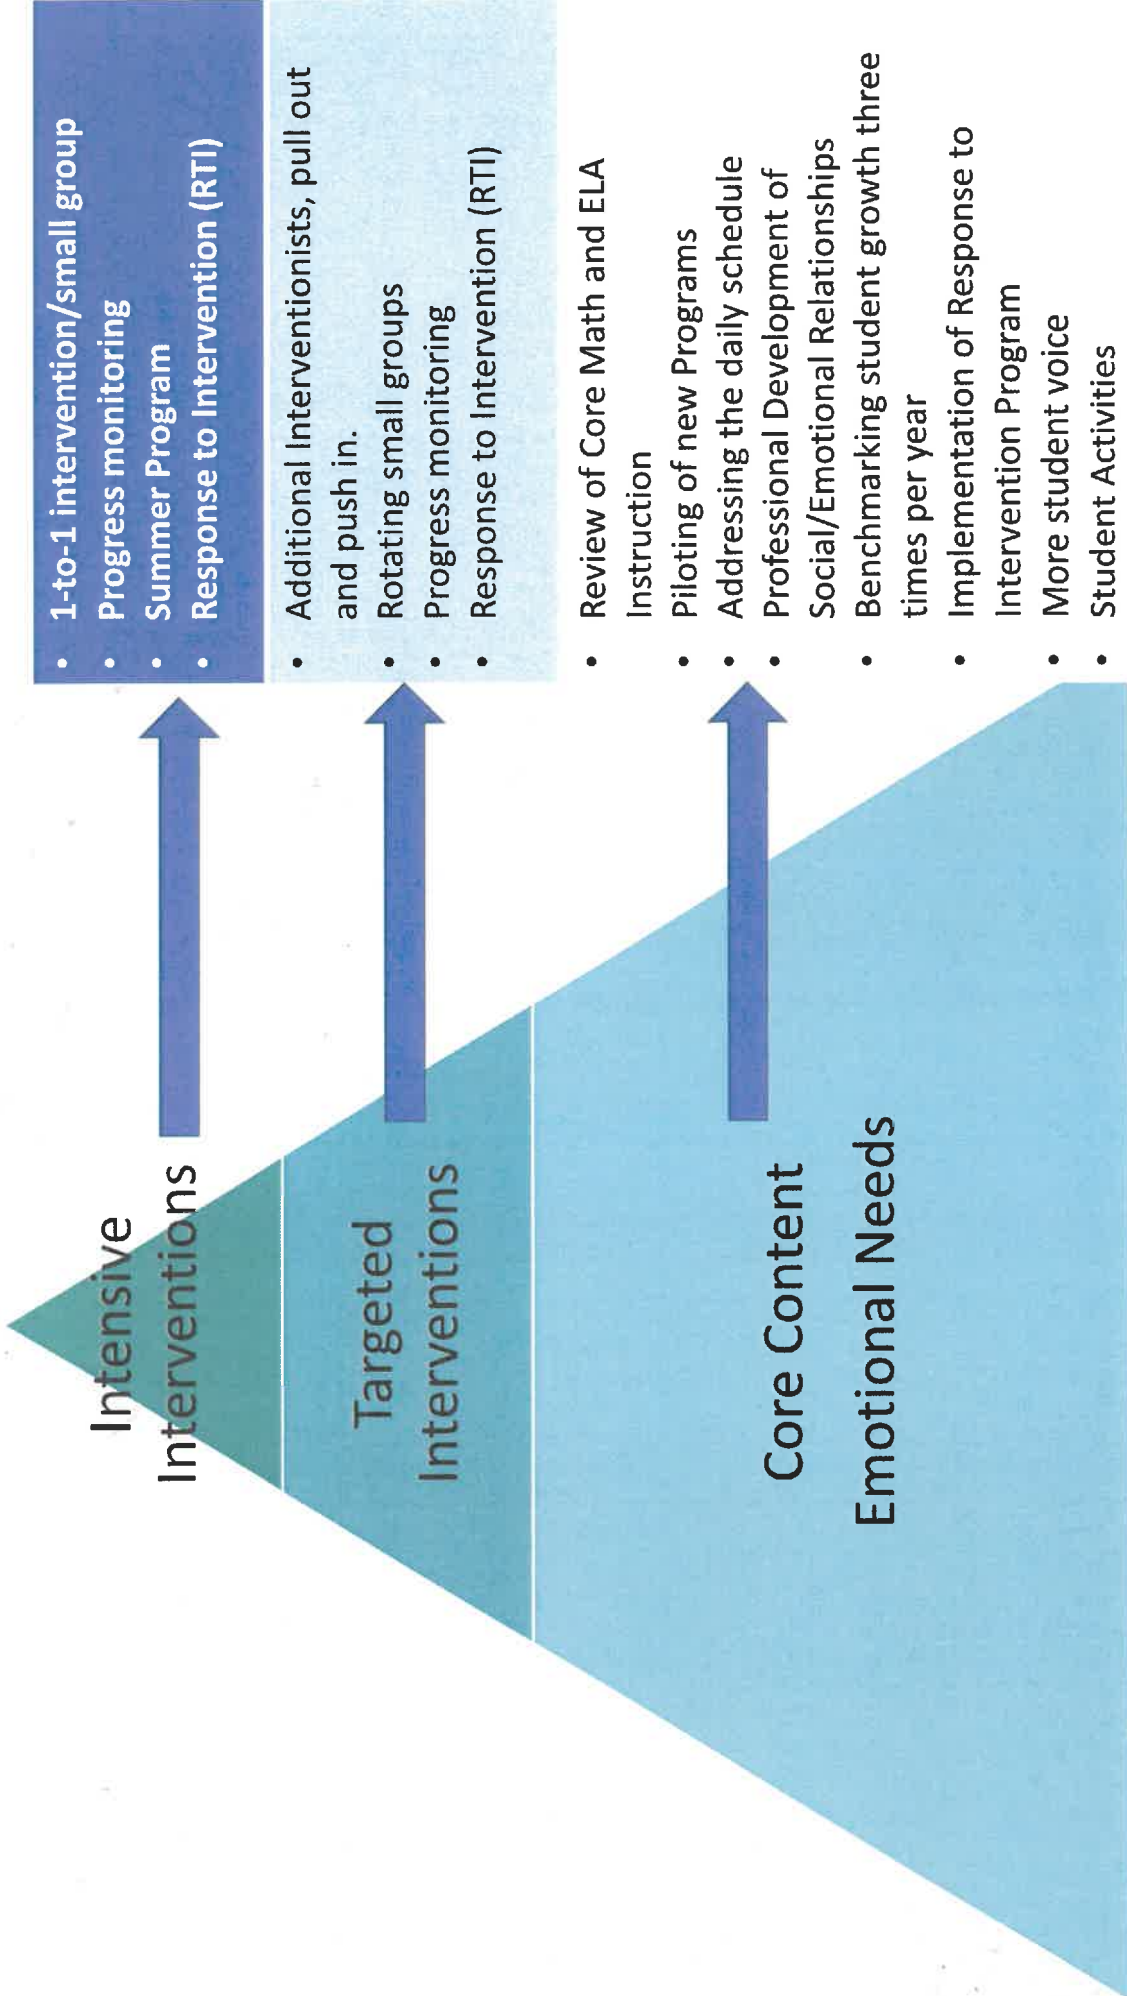 Intensive
Interventions
• 1-to-1 intervention/small group
• Progress monitoring
• Summer Program
• Response to Intervention (RTI)
Targeted
Interventions
• Additional Interventionists, pull out
and push in.
• Rotating small groups
• Progress monitoring
• Response to Intervention (RTI)
Core Content
Emotional Needs
• Review of Core Math and ELA
Instruction
• Piloting of new Programs
• Addressing the daily schedule
• Professional Development of
Social/Emotional Relationships
• Benchmarking student growth three
times per year
• Implementation of Response to
Intervention Program
• More student voice
• Student Activities